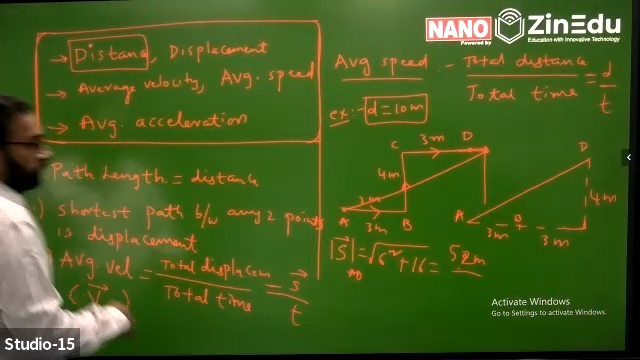 NANO
Powered by
ZinEdu
Education with Innovative Technology
→ Distance, Displacement
→ Average velocity, Avg. speed
→ Avg. acceleration
Path Length = distance
) Shortest path b/w any 2 points
is displacement
) Avg vel = Total displacem / Total time = S / t
( V )
Avg speed - Total distance / Total time = d / t
ex:- d = 10m
C 3m D
4m
3m
A 3m B
|S| = √6²+16 = 52m
D
4m
A 3m B 3m
Activate Windows
Go to Settings to activate Windows.
Studio-15